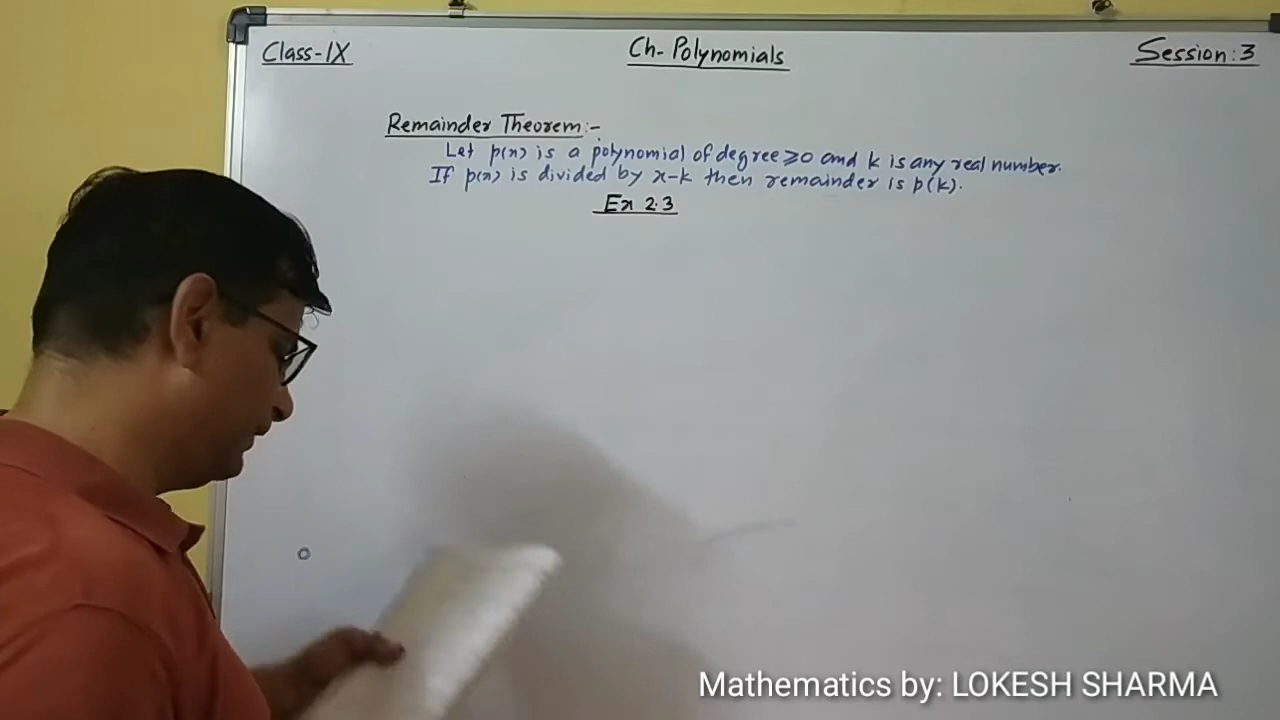 Class-IX
Ch- Polynomials
Session:3
Remainder Theorem:-
Let p(x) is a polynomial of degree ≥0 and k is any real number.
If p(x) is divided by x-k then remainder is p(k).
Ex 2.3
Mathematics by: LOKESH SHARMA